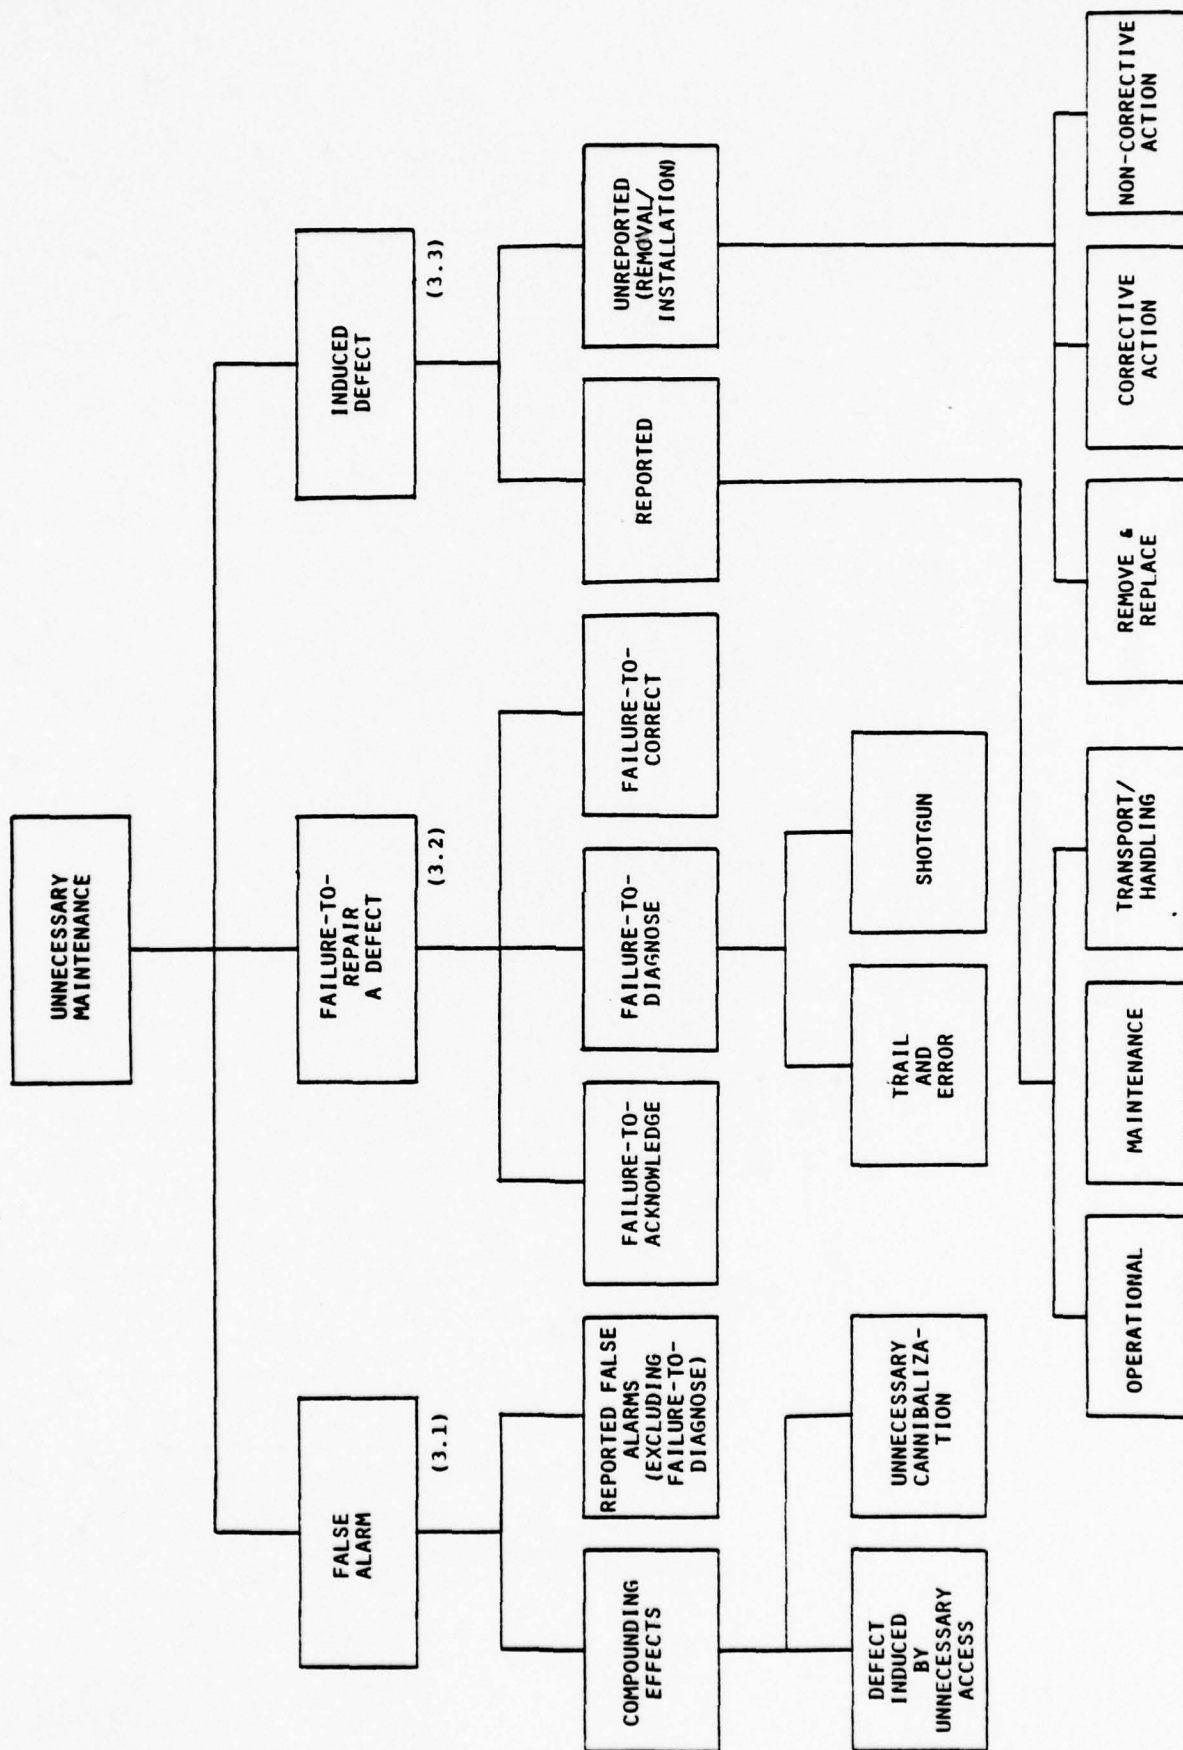 UNNECESSARY
MAINTENANCE
FALSE
ALARM
(3.1)
FAILURE-TO-
REPAIR
A DEFECT
(3.2)
INDUCED
DEFECT
(3.3)
COMPOUNDING
EFFECTS
REPORTED FALSE
ALARMS
(EXCLUDING
FAILURE-TO-
DIAGNOSE)
FAILURE-TO-
ACKNOWLEDGE
FAILURE-TO-
DIAGNOSE
FAILURE-TO-
CORRECT
REPORTED
UNREPORTED
(REMOVAL/
INSTALLATION)
DEFECT
INDUCED
BY
UNNECESSARY
ACCESS
UNNECESSARY
CANNIBALIZA-
TION
TRAIL
AND
ERROR
SHOTGUN
OPERATIONAL
MAINTENANCE
TRANSPORT/
HANDLING
REMOVE &
REPLACE
CORRECTIVE
ACTION
NON-CORRECTIVE
ACTION